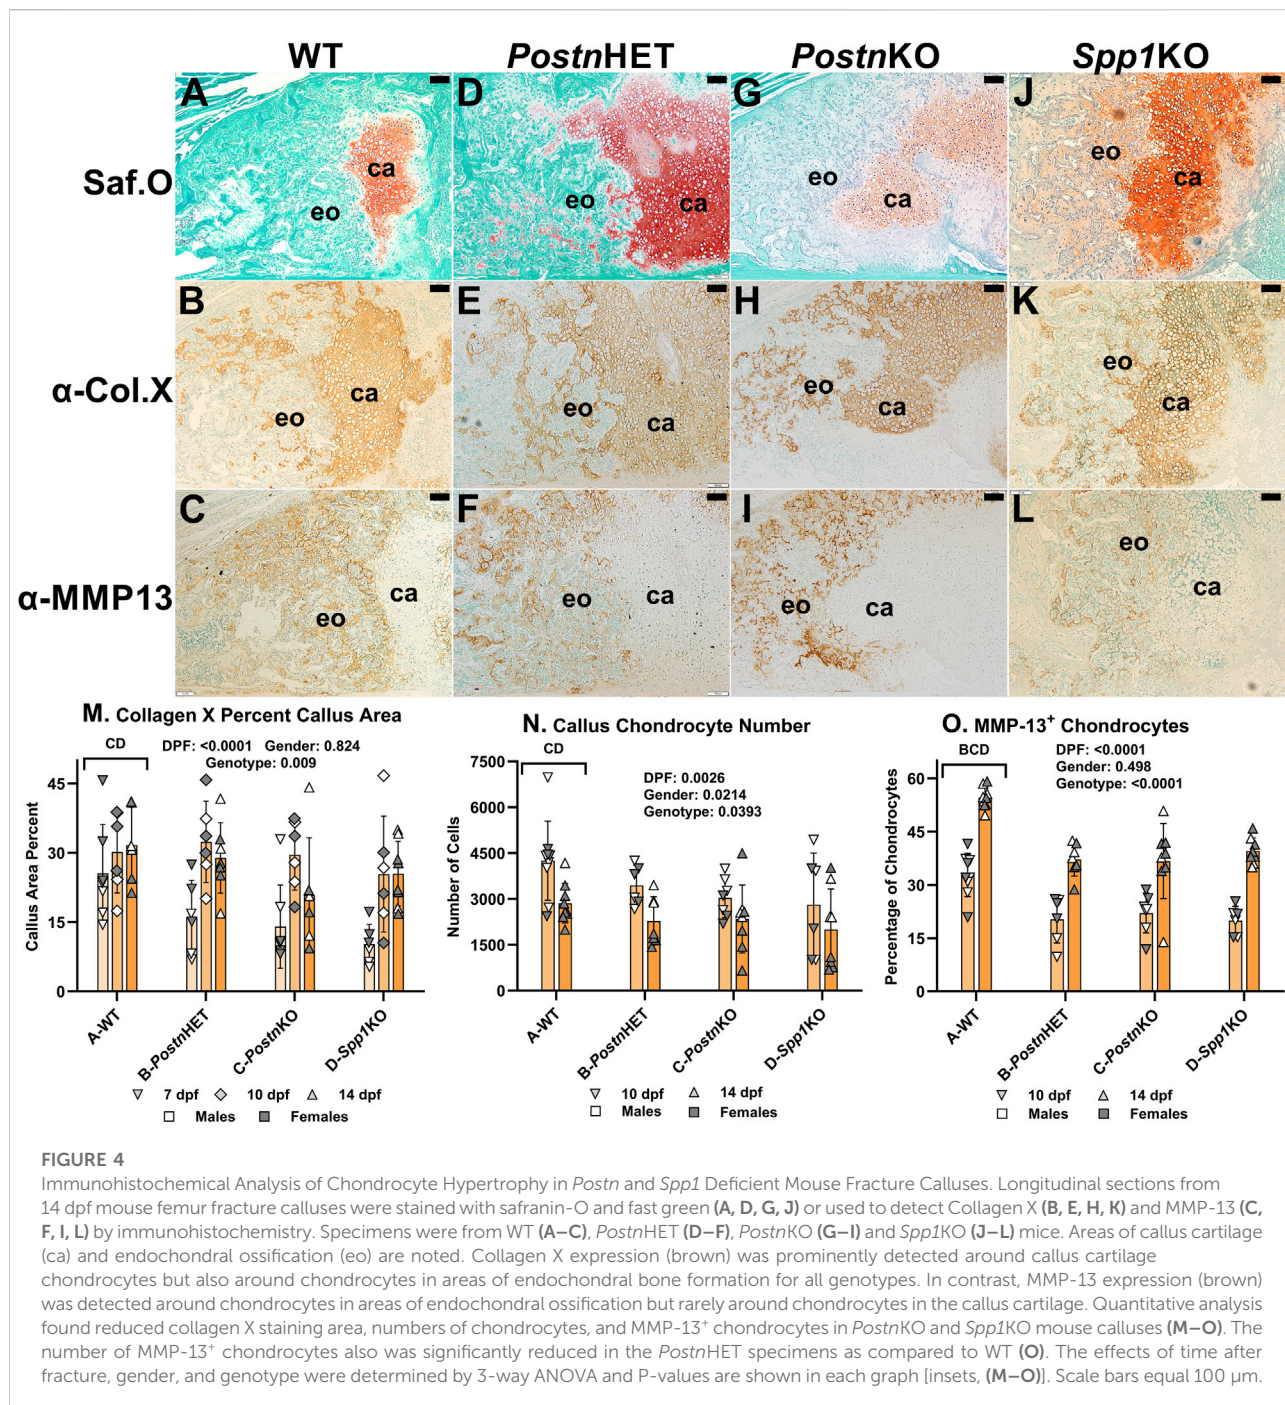 WT PostnHET PostnKO Spp1KO
Saf.O
A ca eo
D eo ca
G eo ca
J eo ca
α-Col.X
B eo ca
E eo ca
H eo ca
K eo ca
α-MMP13
C eo ca
F eo ca
I eo ca
L eo ca
M. Collagen X Percent Callus Area
CD DPF: <0.0001 Gender: 0.824
Genotype: 0.009
Callus Area Percent
45
30
15
0
A-WT B-PostnHET C-PostnKO D-Spp1KO
7 dpf 10 dpf 14 dpf
Males Females
N. Callus Chondrocyte Number
CD
DPF: 0.0026
Gender: 0.0214
Genotype: 0.0393
Number of Cells
7500
6000
4500
3000
1500
0
A-WT B-PostnHET C-PostnKO D-Spp1KO
10 dpf 14 dpf
Males Females
O. MMP-13⁺ Chondrocytes
BCD
DPF: <0.0001
Gender: 0.498
Genotype: <0.0001
Percentage of Chondrocytes
60
45
30
15
0
A-WT B-PostnHET C-PostnKO D-Spp1KO
10 dpf 14 dpf
Males Females
FIGURE 4
Immunohistochemical Analysis of Chondrocyte Hypertrophy in Postn and Spp1 Deficient Mouse Fracture Calluses. Longitudinal sections from
14 dpf mouse femur fracture calluses were stained with safranin-O and fast green (A, D, G, J) or used to detect Collagen X (B, E, H, K) and MMP-13 (C,
F, I, L) by immunohistochemistry. Specimens were from WT (A–C), PostnHET (D–F), PostnKO (G–I) and Spp1KO (J–L) mice. Areas of callus cartilage
(ca) and endochondral ossification (eo) are noted. Collagen X expression (brown) was prominently detected around callus cartilage
chondrocytes but also around chondrocytes in areas of endochondral bone formation for all genotypes. In contrast, MMP-13 expression (brown)
was detected around chondrocytes in areas of endochondral ossification but rarely around chondrocytes in the callus cartilage. Quantitative analysis
found reduced collagen X staining area, numbers of chondrocytes, and MMP-13⁺ chondrocytes in PostnKO and Spp1KO mouse calluses (M–O). The
number of MMP-13⁺ chondrocytes also was significantly reduced in the PostnHET specimens as compared to WT (O). The effects of time after
fracture, gender, and genotype were determined by 3-way ANOVA and P-values are shown in each graph [insets, (M–O)]. Scale bars equal 100 µm.